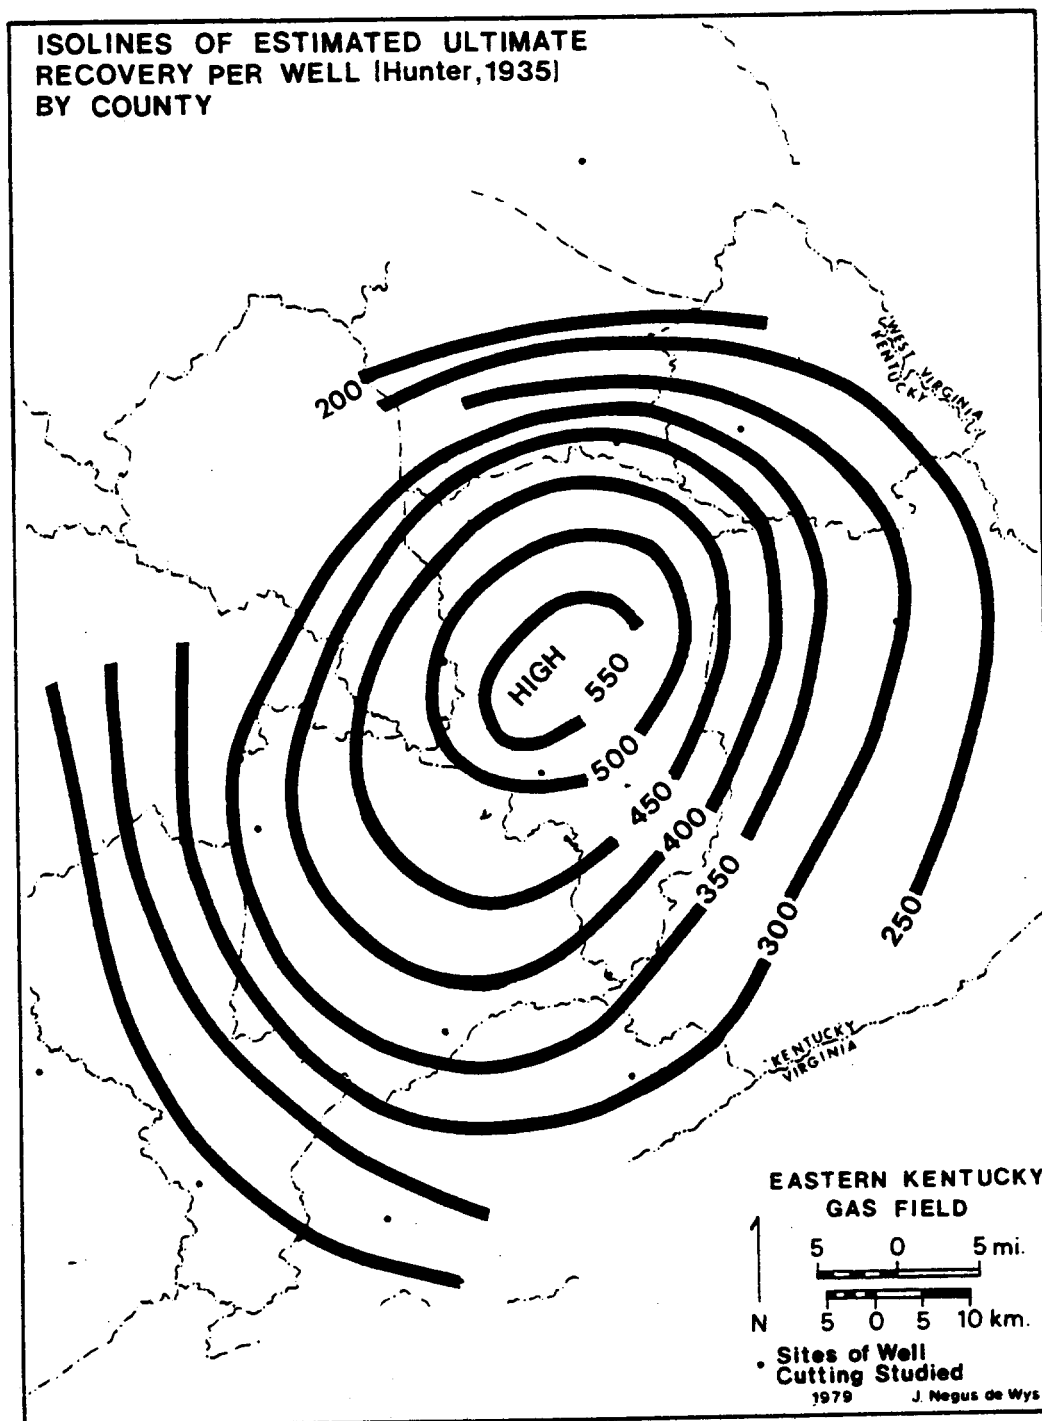 ISOLINES OF ESTIMATED ULTIMATE
RECOVERY PER WELL (Hunter,1935)
BY COUNTY
WEST VIRGINIA
KENTUCKY
200
HIGH
550
500
450
400
350
300
250
KENTUCKY
VIRGINIA
EASTERN KENTUCKY
GAS FIELD
5 0 5 mi.
N
5 0 5 10 km.
• Sites of Well
Cutting Studied
1979 J. Negus de Wys